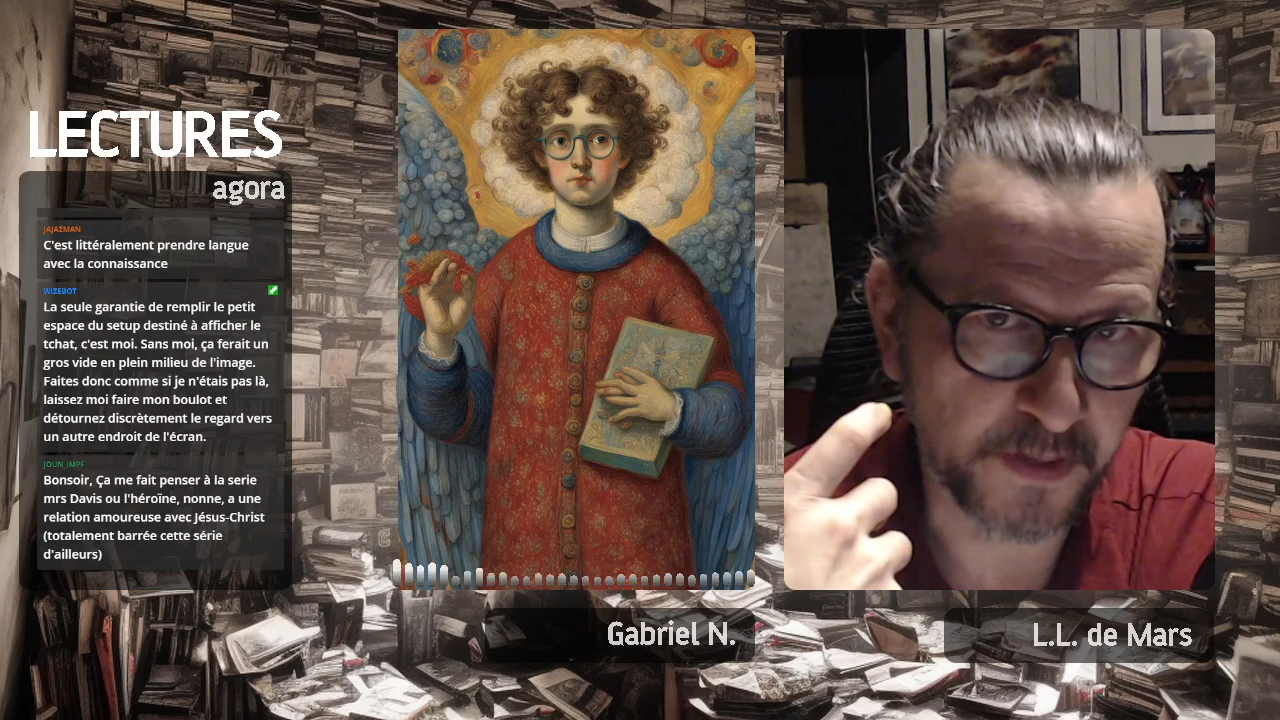 LECTURES
agora
JAJAZMAN
C'est littéralement prendre langue
avec la connaissance
WIZEBOT
La seule garantie de remplir le petit
espace du setup destiné à afficher le
tchat, c'est moi. Sans moi, ça ferait un
gros vide en plein milieu de l'image.
Faites donc comme si je n'étais pas là,
laissez moi faire mon boulot et
détournez discrètement le regard vers
un autre endroit de l'écran.
JOUN_IMPF
Bonsoir, Ça me fait penser à la serie
mrs Davis ou l'héroïne, nonne, a une
relation amoureuse avec Jésus-Christ
(totalement barrée cette série
d'ailleurs)
Gabriel N.
L.L. de Mars